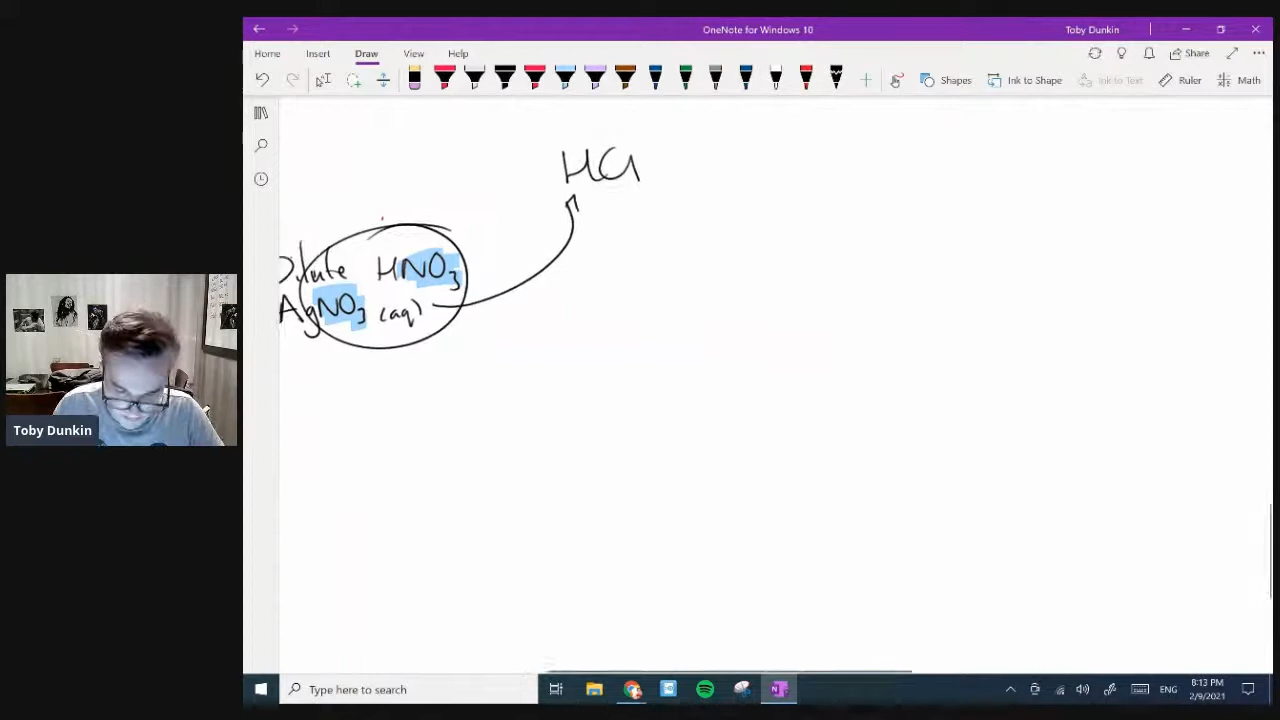 OneNote for Windows 10
Toby Dunkin
Home Insert Draw View Help
Share
Shapes Ink to Shape Ink to Text Ruler Math
HCl
Dilute HNO3
AgNO3 (aq)
Toby Dunkin
Type here to search
ENG
8:13 PM
2/9/2021